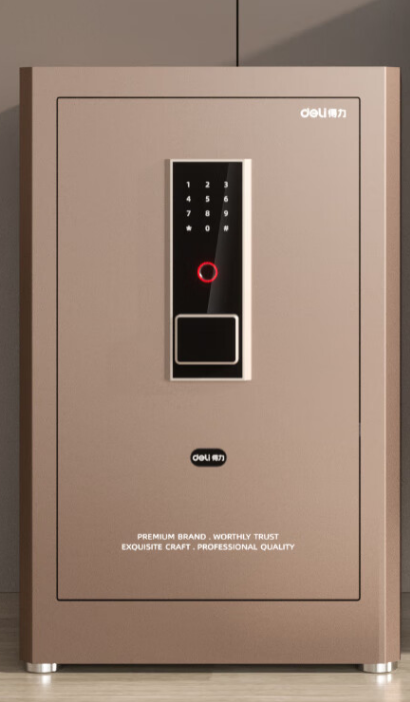 deli得力
1 2 3
4 5 6
7 8 9
* 0 #
deli得力
PREMIUM BRAND . WORTHLY TRUST
EXQUISITE CRAFT . PROFESSIONAL QUALITY